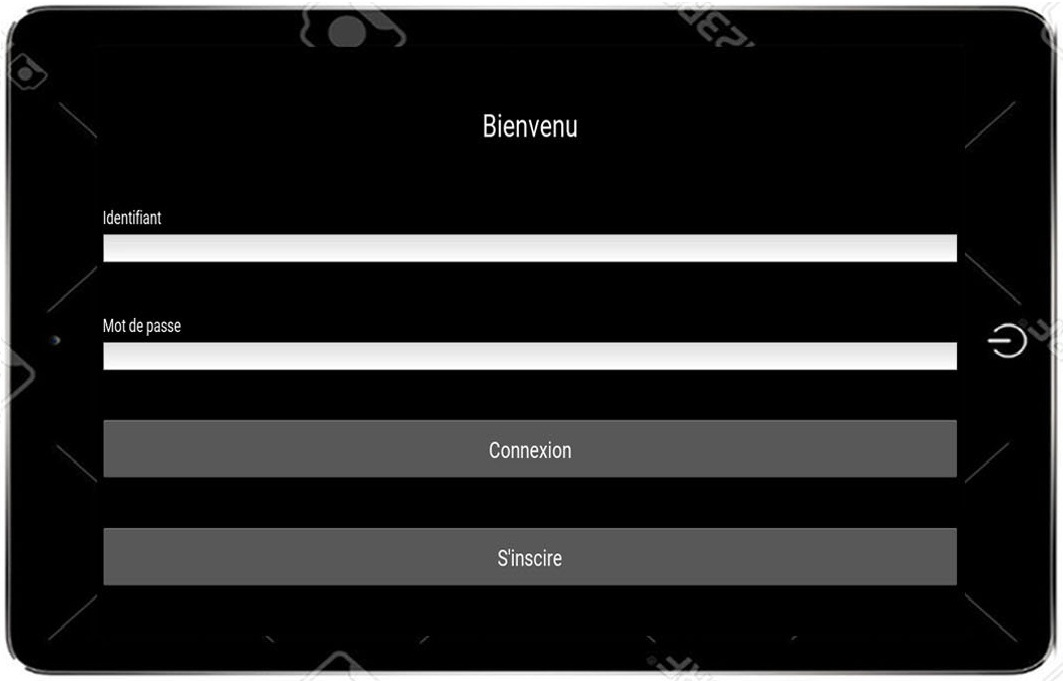 Bienvenu
Identifiant
Mot de passe
Connexion
S'inscire